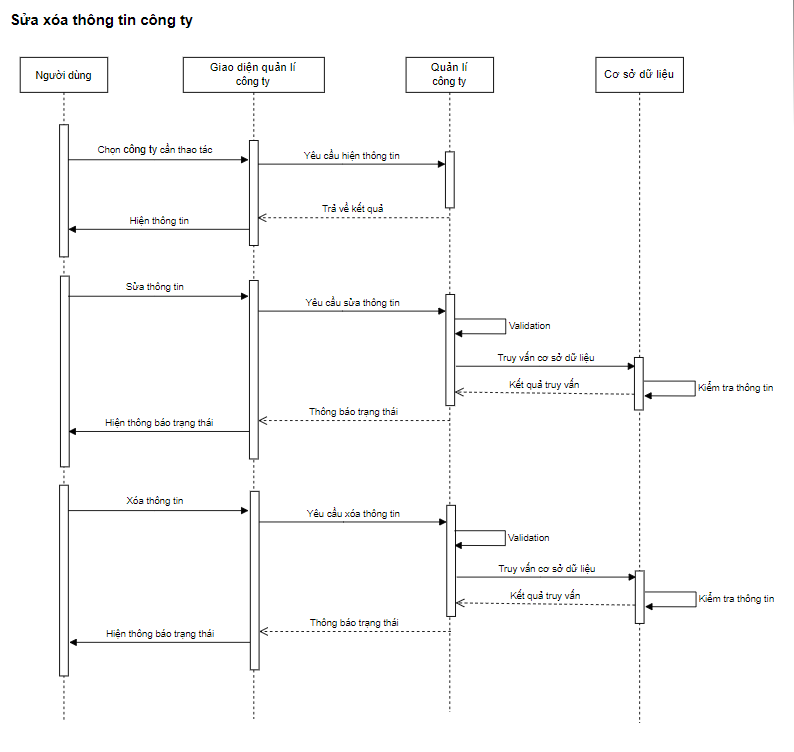 Sửa xóa thông tin công ty
Người dùng
Giao diện quản lí
công ty
Quản lí
công ty
Cơ sở dữ liệu
Chọn công ty cần thao tác
Yêu cầu hiện thông tin
Trả về kết quả
Hiện thông tin
Sửa thông tin
Yêu cầu sửa thông tin
Validation
Truy vấn cơ sở dữ liệu
Kết quả truy vấn
Kiểm tra thông tin
Thông báo trạng thái
Hiện thông báo trạng thái
Xóa thông tin
Yêu cầu xóa thông tin
Validation
Truy vấn cơ sở dữ liệu
Kết quả truy vấn
Kiểm tra thông tin
Thông báo trạng thái
Hiện thông báo trạng thái